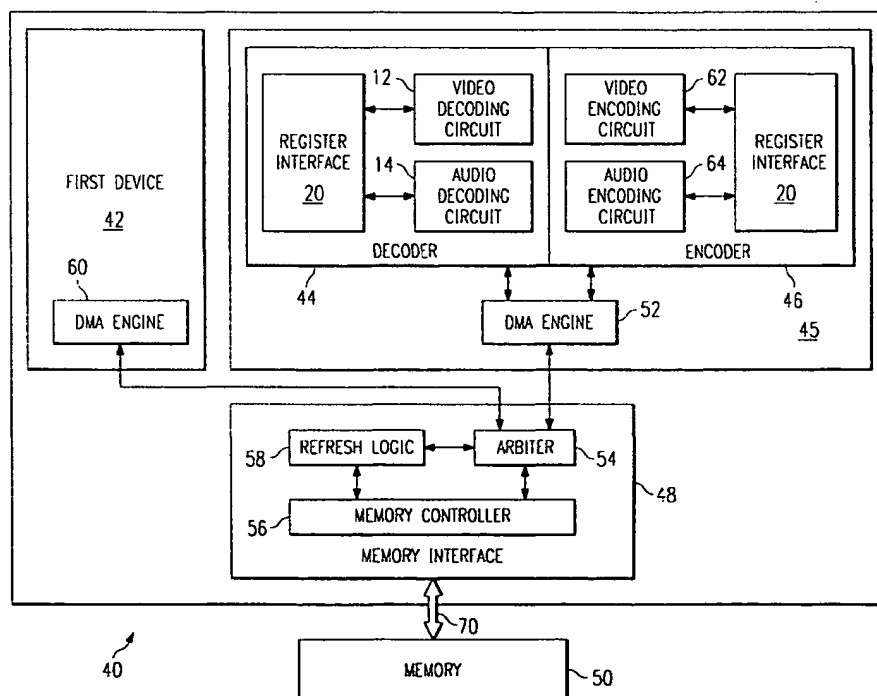 FIRST DEVICE
42
60
DMA ENGINE
REGISTER
INTERFACE
20
12
VIDEO
DECODING
CIRCUIT
14
AUDIO
DECODING
CIRCUIT
DECODER
44
VIDEO
ENCODING
CIRCUIT
62
AUDIO
ENCODING
CIRCUIT
64
REGISTER
INTERFACE
20
ENCODER
46
DMA ENGINE
52
45
58
REFRESH LOGIC
ARBITER
54
48
56
MEMORY CONTROLLER
MEMORY INTERFACE
70
40
MEMORY
50